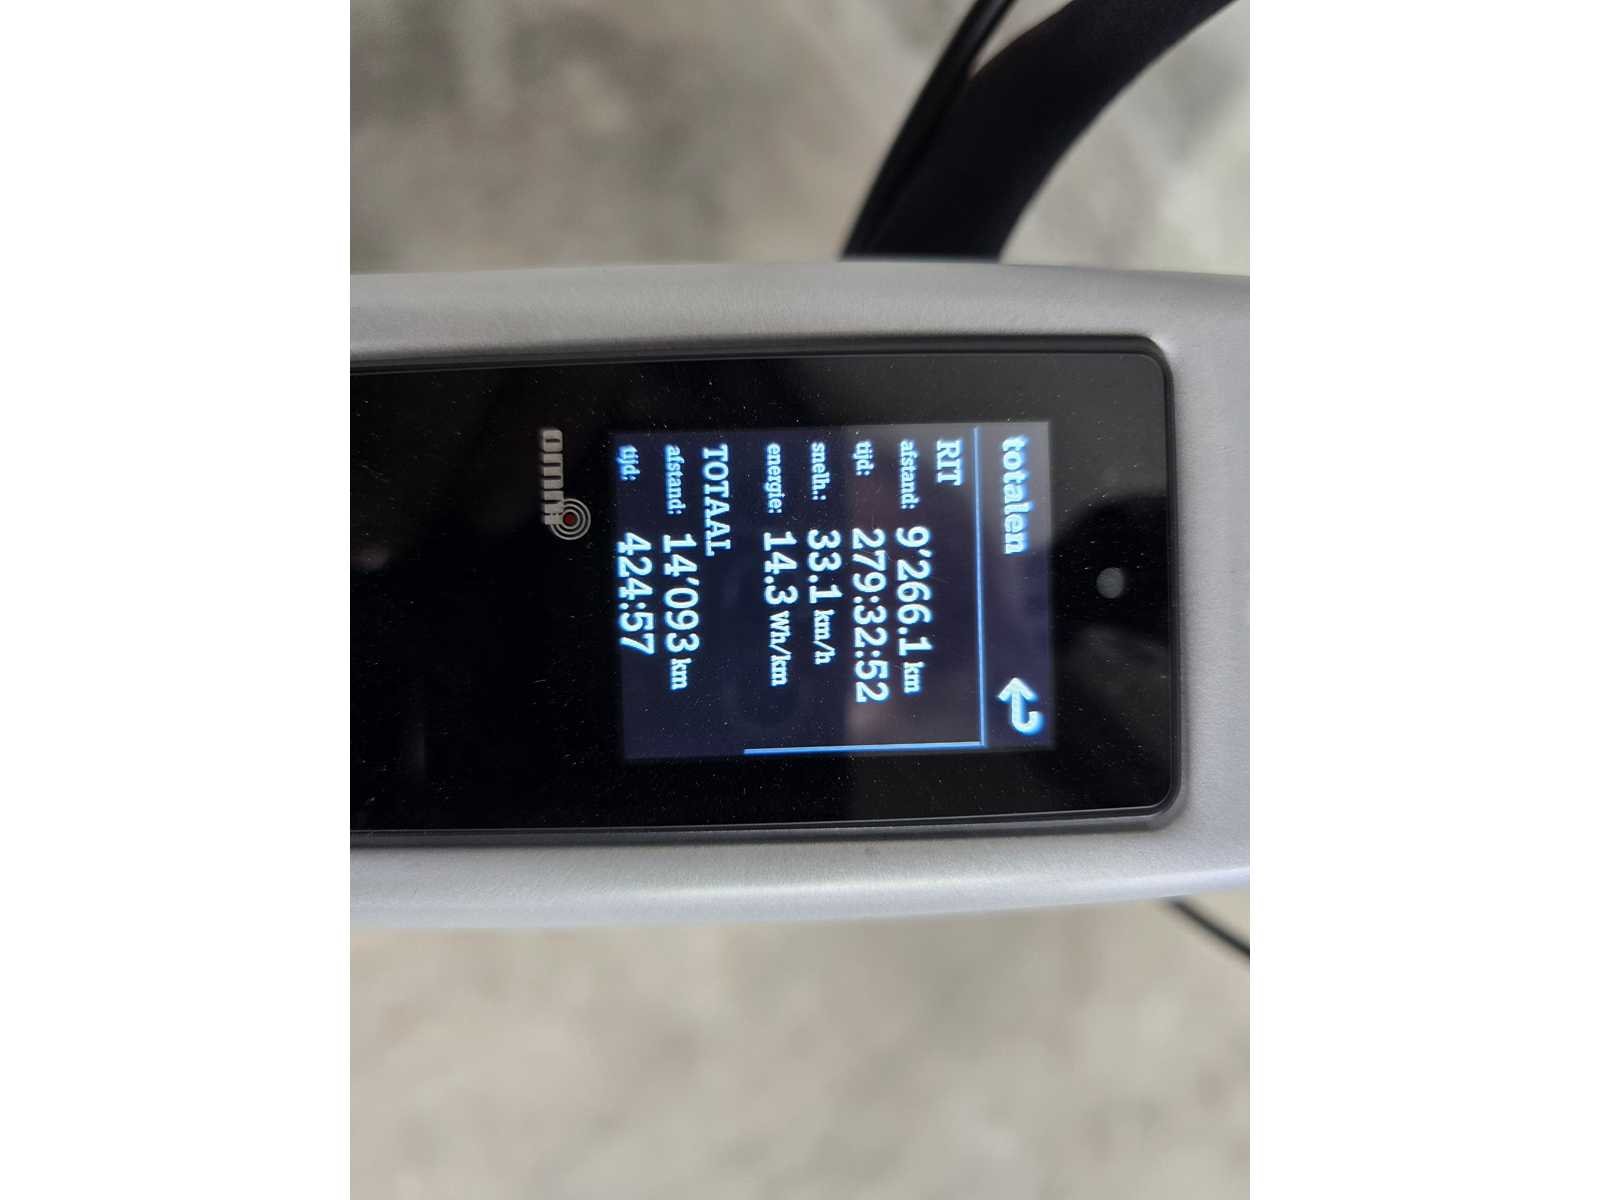 totalen
RIT
afstand: 9'266.1 km
tijd: 279:32:52
snelh.: 33.1 km/h
energie: 14.3 Wh/km
TOTAAL
afstand: 14'093 km
tijd: 424:57
omni